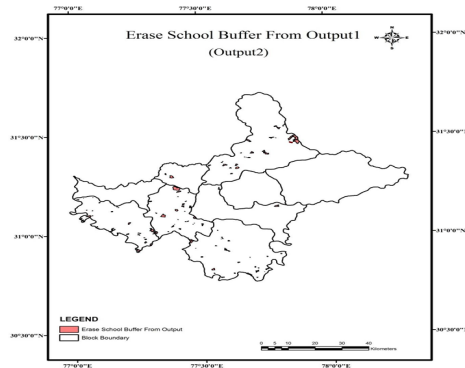 77°0'0"E
77°30'0"E
78°0'0"E
Erase School Buffer From Output1
(Output2)
N
W
E
S
32°0'0"N
32°0'0"N
31°30'0"N
31°30'0"N
31°0'0"N
31°0'0"N
30°30'0"N
30°30'0"N
LEGEND
Erase School Buffer From Output
Block Boundary
0 5 10 20 30 40
Kilometers
77°0'0"E
77°30'0"E
78°0'0"E